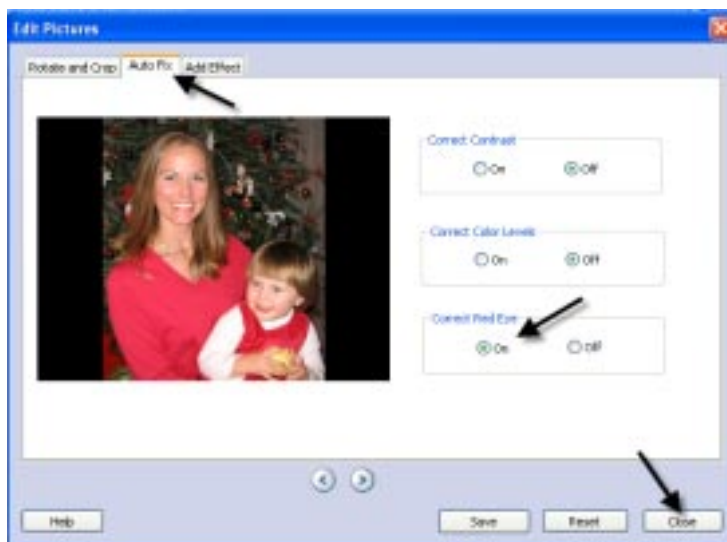 Edit Pictures
Rotate and Crop Auto Fix Add Effect
Correct Contrast
On Off
Correct Color Levels
On Off
Correct Red Eye
On Off
Help Save Reset Close